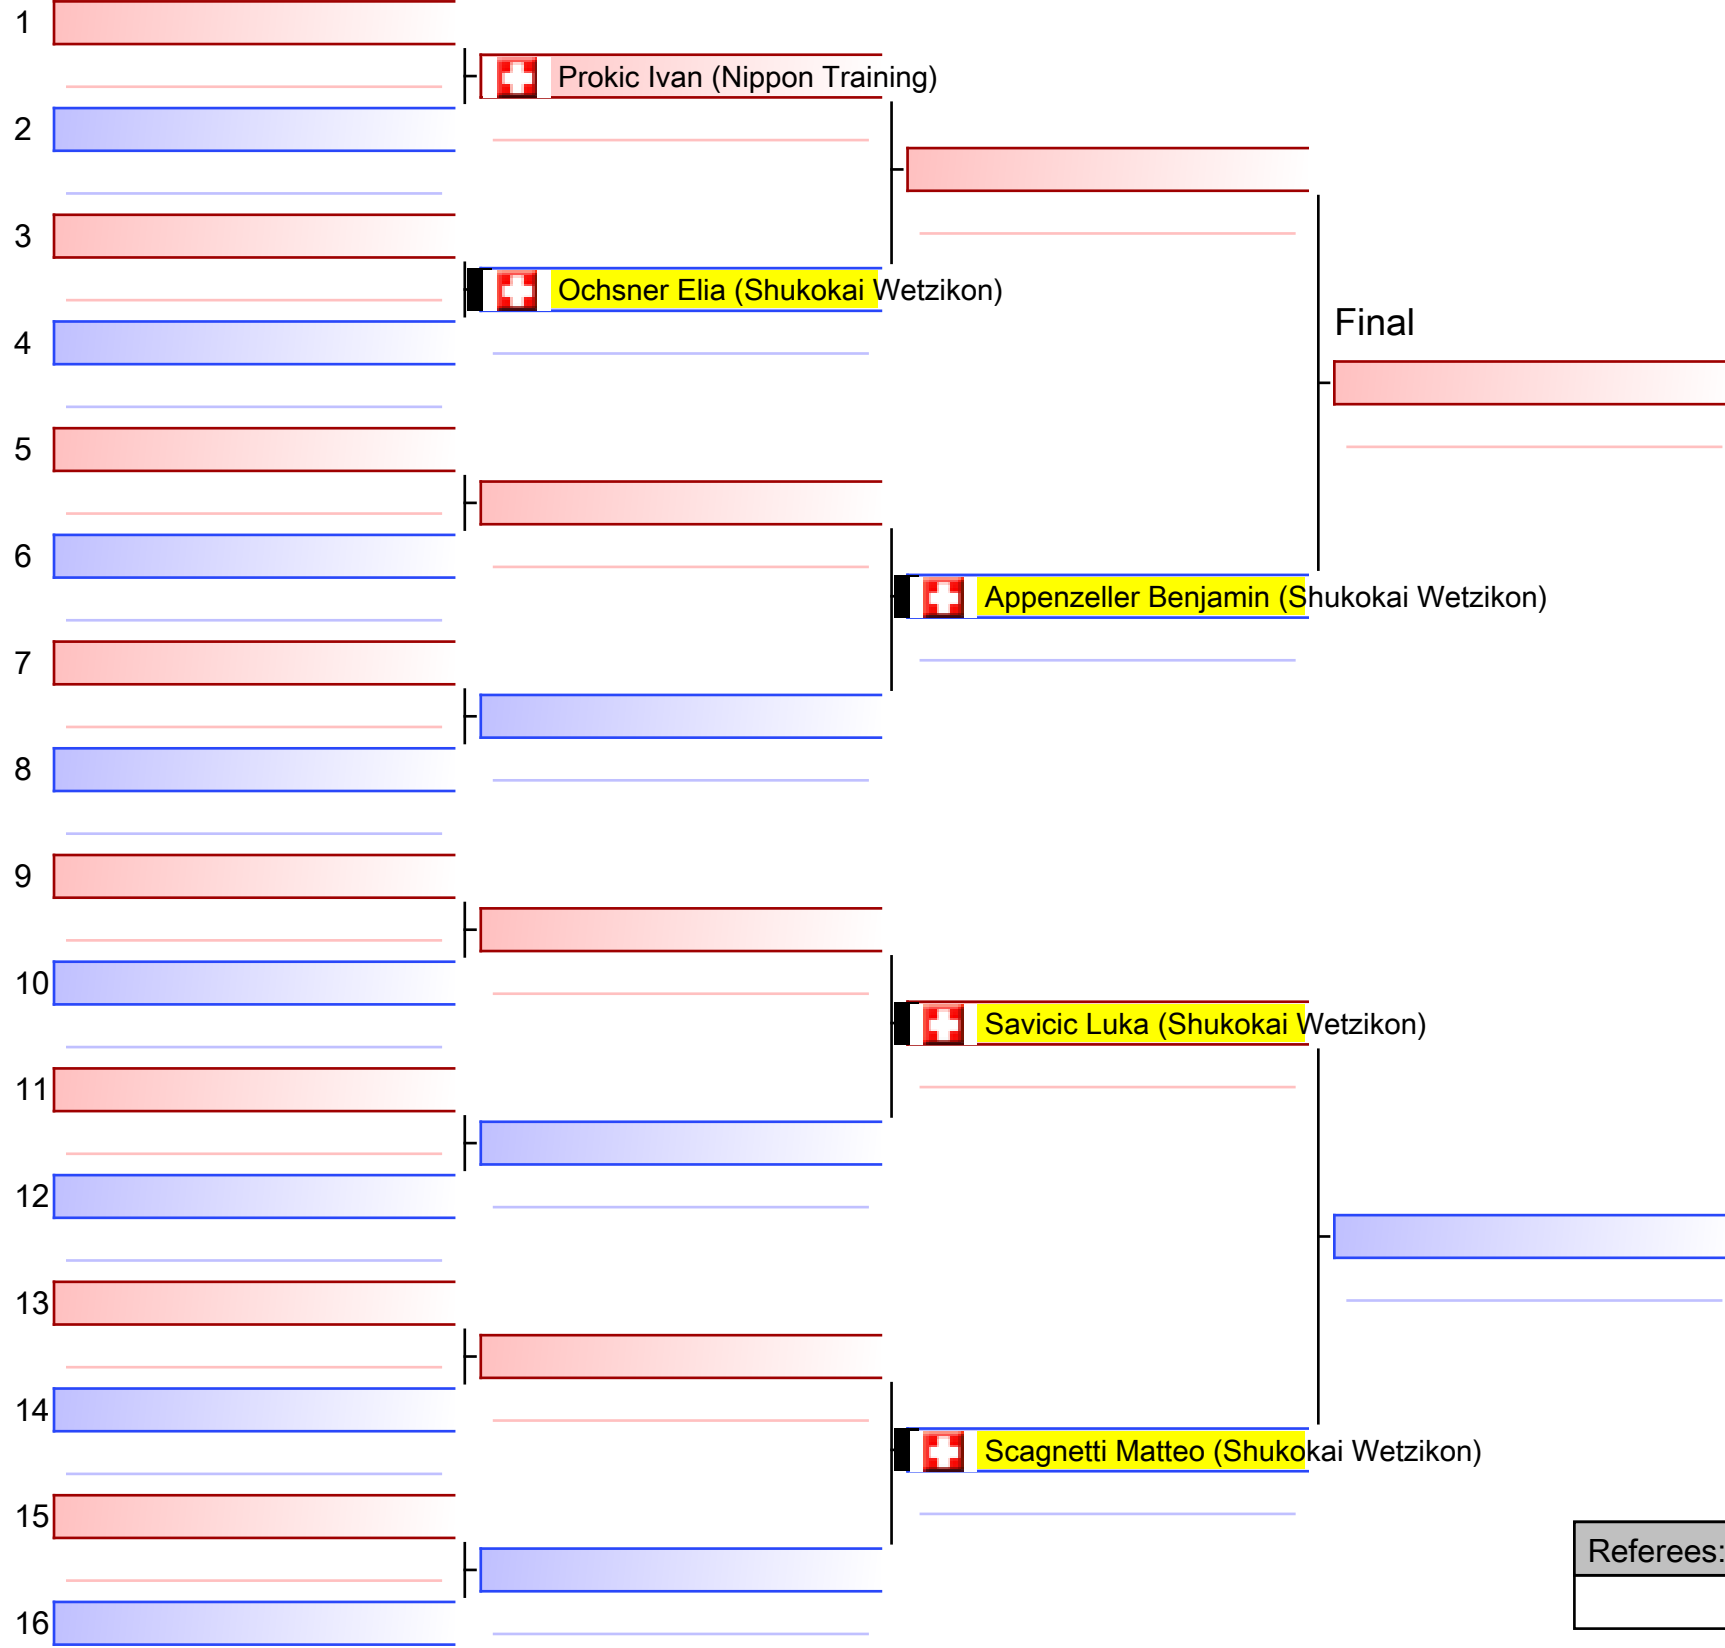 1
Prokic Ivan (Nippon Training)
2
3
Ochsner Elia (Shukokai Wetzikon)
Final
4
5
6
Appenzeller Benjamin (Shukokai Wetzikon)
7
8
9
10
Savicic Luka (Shukokai Wetzikon)
11
12
13
14
Scagnetti Matteo (Shukokai Wetzikon)
15
Referees:
16